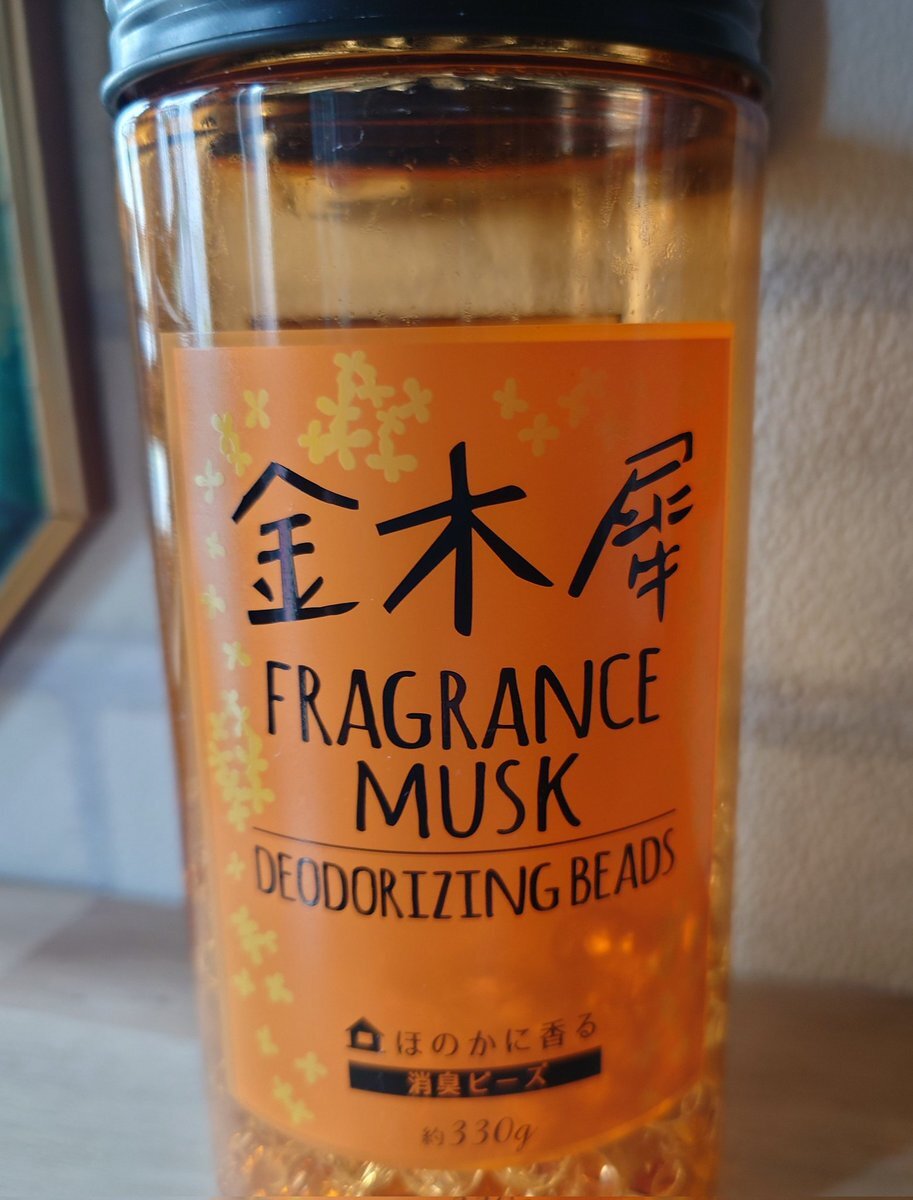 金木犀
FRAGRANCE
MUSK
DEODORIZING BEADS
ほのかに香る
消臭ビーズ
約330g